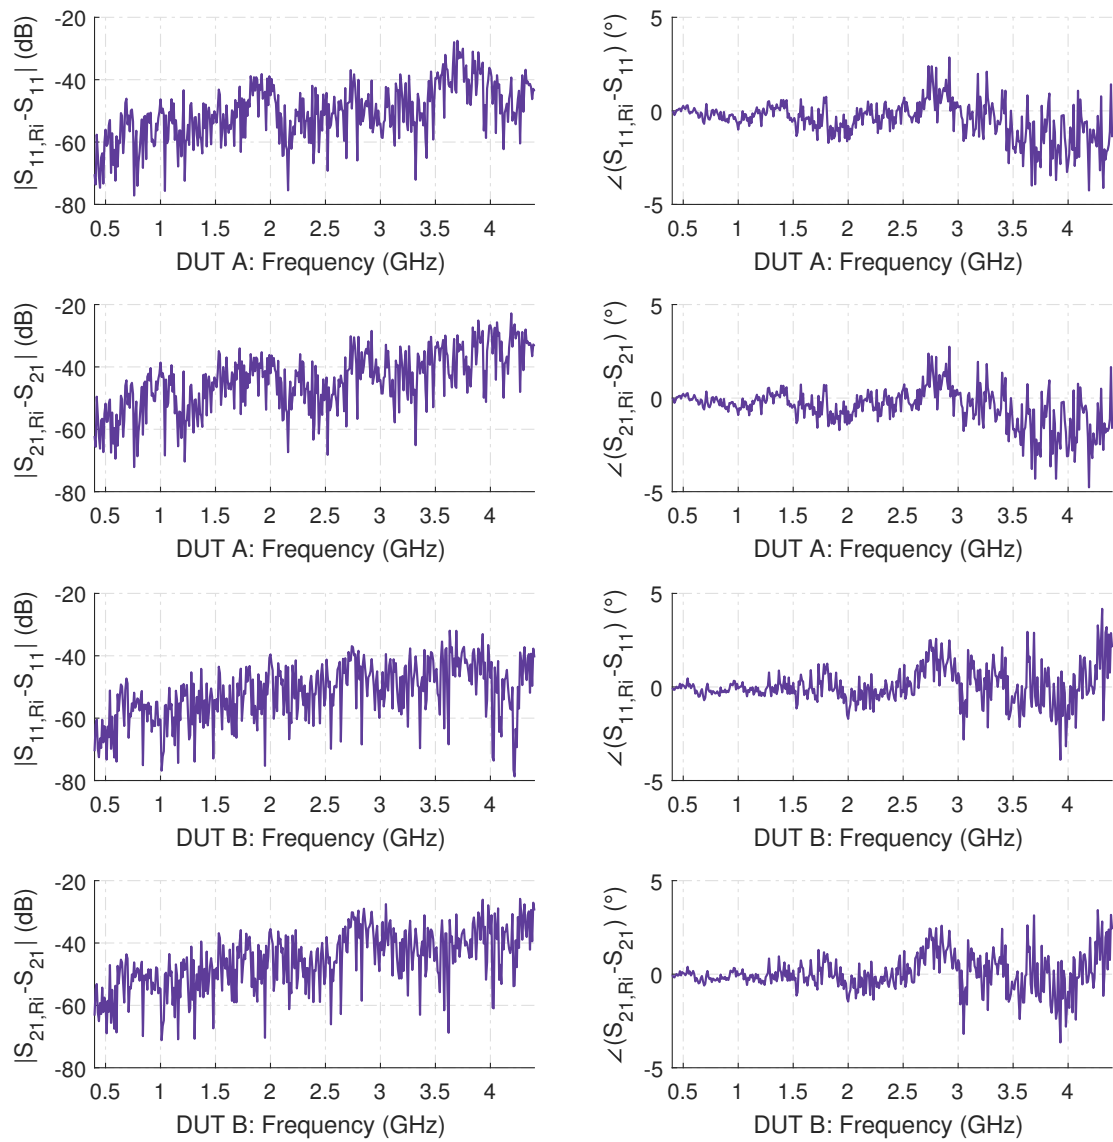 |S11,Ri-S11| (dB)
-20
-40
-60
-80
0.5 1 1.5 2 2.5 3 3.5 4
DUT A: Frequency (GHz)
∠(S11,Ri-S11) (°)
5
0
-5
0.5 1 1.5 2 2.5 3 3.5 4
DUT A: Frequency (GHz)
|S21,Ri-S21| (dB)
-20
-40
-60
-80
0.5 1 1.5 2 2.5 3 3.5 4
DUT A: Frequency (GHz)
∠(S21,Ri-S21) (°)
5
0
-5
0.5 1 1.5 2 2.5 3 3.5 4
DUT A: Frequency (GHz)
|S11,Ri-S11| (dB)
-20
-40
-60
-80
0.5 1 1.5 2 2.5 3 3.5 4
DUT B: Frequency (GHz)
∠(S11,Ri-S11) (°)
5
0
-5
0.5 1 1.5 2 2.5 3 3.5 4
DUT B: Frequency (GHz)
|S21,Ri-S21| (dB)
-20
-40
-60
-80
0.5 1 1.5 2 2.5 3 3.5 4
DUT B: Frequency (GHz)
∠(S21,Ri-S21) (°)
5
0
-5
0.5 1 1.5 2 2.5 3 3.5 4
DUT B: Frequency (GHz)